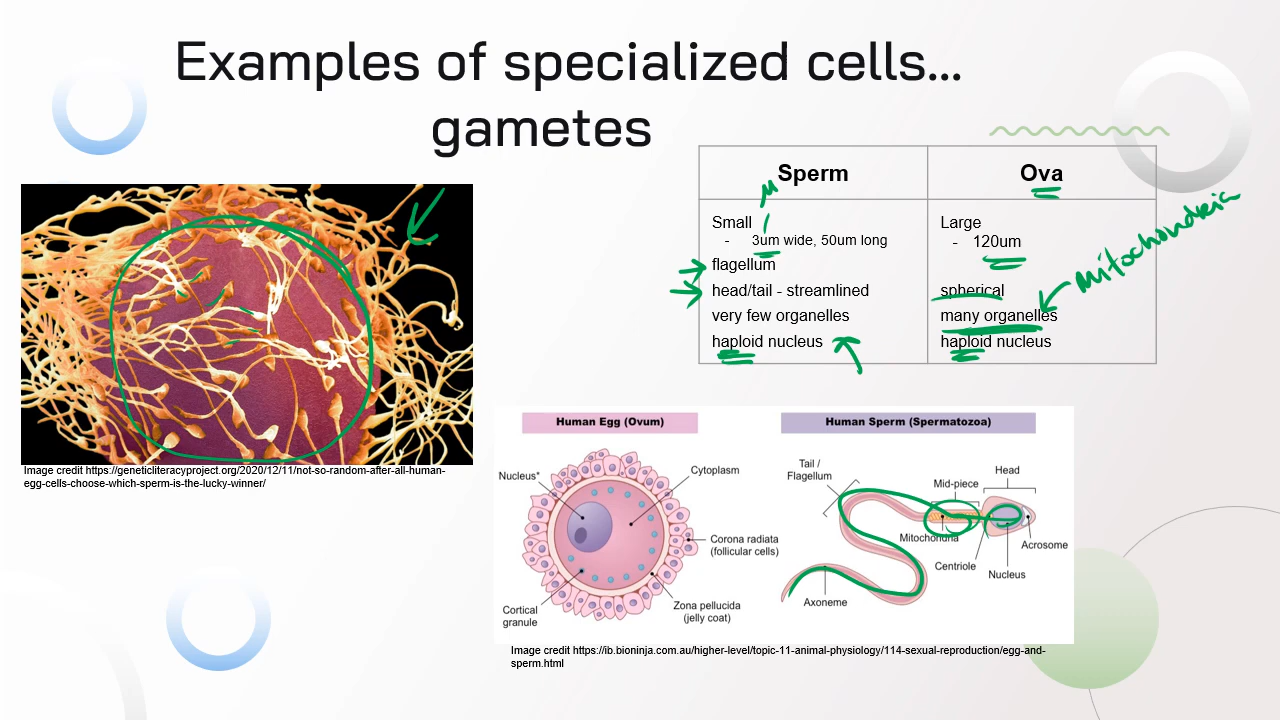 Examples of specialized cells...
gametes
Sperm
Ova
μ
Small
- 3um wide, 50um long
flagellum
head/tail - streamlined
very few organelles
haploid nucleus
Large
- 120um
spherical
many organelles
haploid nucleus
mitochondria
Image credit https://geneticliteracyproject.org/2020/12/11/not-so-random-after-all-human-
egg-cells-choose-which-sperm-is-the-lucky-winner/
Human Egg (Ovum)
Nucleus*
Cytoplasm
Corona radiata
(follicular cells)
Zona pellucida
(jelly coat)
Cortical
granule
Human Sperm (Spermatozoa)
Tail /
Flagellum
Mid-piece
Head
Mitochondria
Centriole
Nucleus
Acrosome
Axoneme
Image credit https://ib.bioninja.com.au/higher-level/topic-11-animal-physiology/114-sexual-reproduction/egg-and-
sperm.html